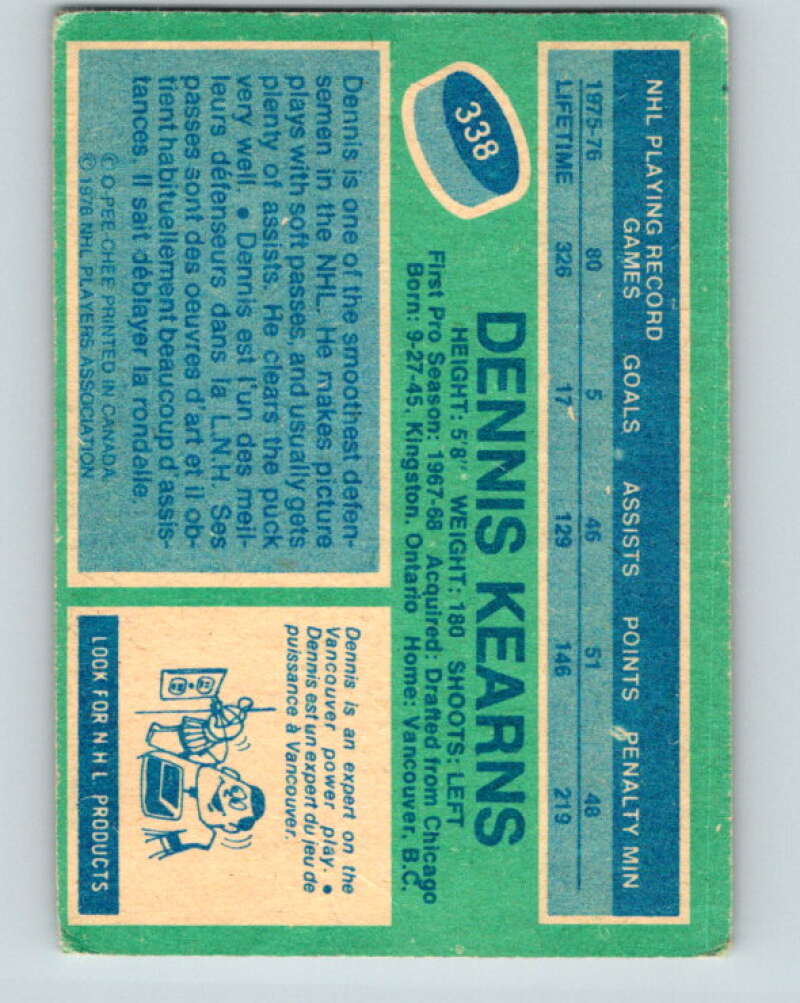 NHL PLAYING RECORD
GAMES GOALS ASSISTS POINTS PENALTY MIN
1975-76 80 5 46 51 48
LIFETIME 326 17 129 146 219
338
DENNIS KEARNS
HEIGHT: 5'8" WEIGHT: 180 SHOOTS: LEFT
First Pro Season: 1967-68 Acquired: Drafted from Chicago
Born: 9-27-45, Kingston, Ontario Home: Vancouver, B.C.
Dennis is one of the smoothest defen-
semen in the NHL. He makes picture
plays with soft passes, and usually gets
plenty of assists. He clears the puck
very well. • Dennis est l'un des meil-
leurs défenseurs dans la L.N.H. Ses
passes sont des oeuvres d'art et il ob-
tient habituellement beaucoup d'assis-
tances. Il sait déblayer la rondelle.
© O-PEE-CHEE PRINTED IN CANADA
© 1976 NHL PLAYERS ASSOCIATION
Dennis is an expert on the
Vancouver power play. •
Dennis est un expert du jeu de
puissance à Vancouver.
LOOK FOR N H L PRODUCTS